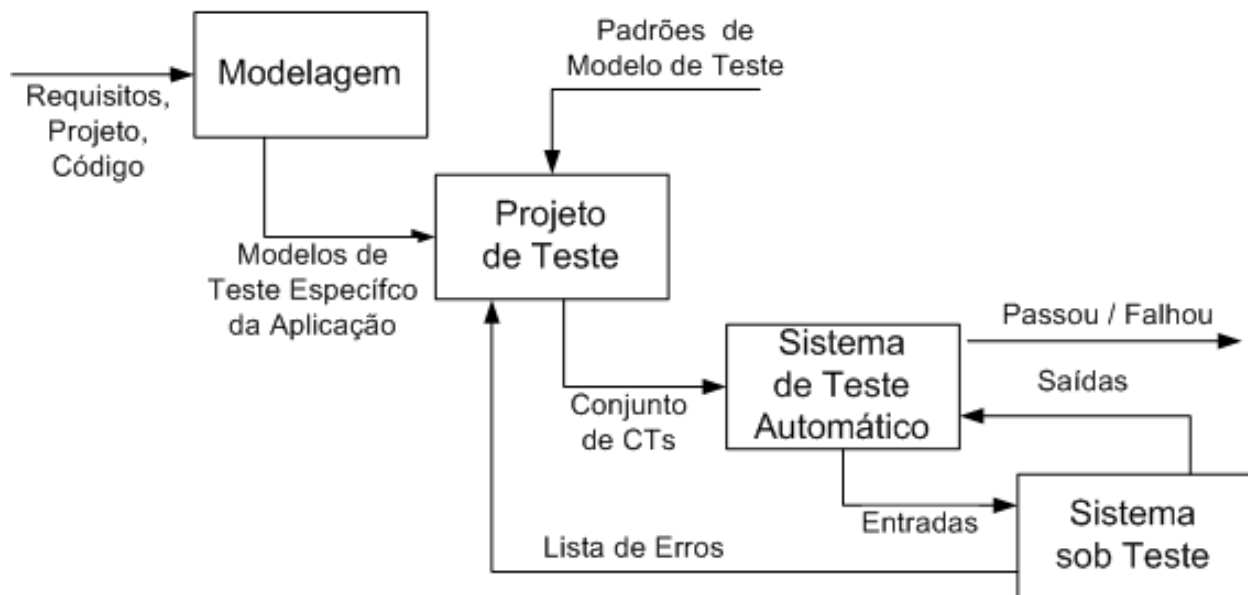 Modelagem
Requisitos,
Projeto,
Código
Padrões de
Modelo de Teste
Modelos de
Teste Específco
da Aplicação
Projeto
de Teste
Conjunto
de CTs
Sistema
de Teste
Automático
Passou / Falhou
Saídas
Entradas
Sistema
sob Teste
Lista de Erros